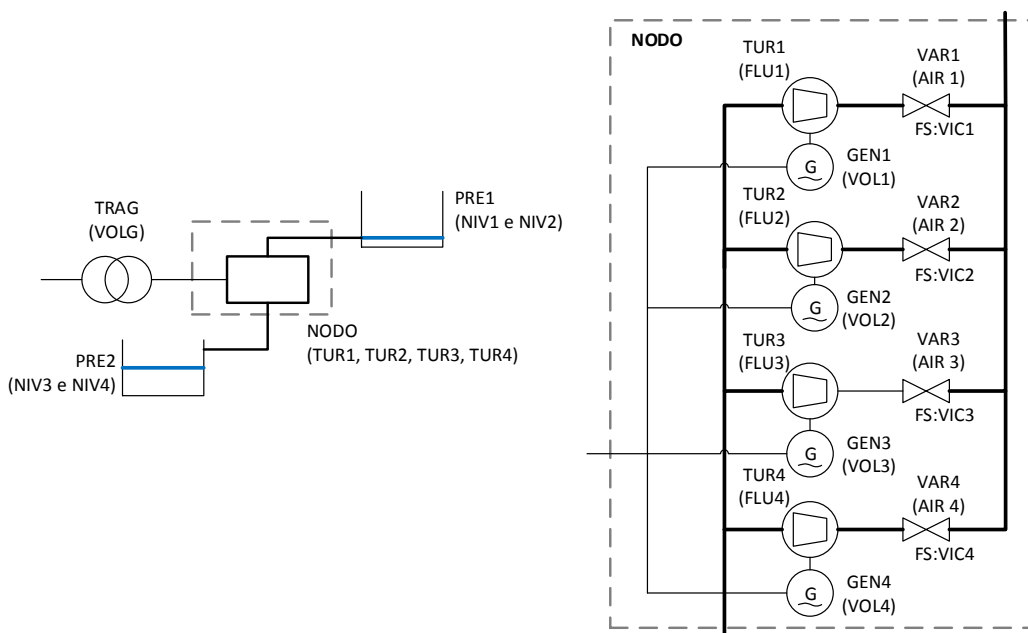 TRAG
(VOLG)
PRE1
(NIV1 e NIV2)
NODO
(TUR1, TUR2, TUR3, TUR4)
PRE2
(NIV3 e NIV4)
NODO
TUR1
(FLU1)
VAR1
(AIR 1)
FS:VIC1
G
GEN1
(VOL1)
TUR2
(FLU2)
VAR2
(AIR 2)
FS:VIC2
G
GEN2
(VOL2)
TUR3
(FLU3)
VAR3
(AIR 3)
FS:VIC3
G
GEN3
(VOL3)
TUR4
(FLU4)
VAR4
(AIR 4)
FS:VIC4
G
GEN4
(VOL4)